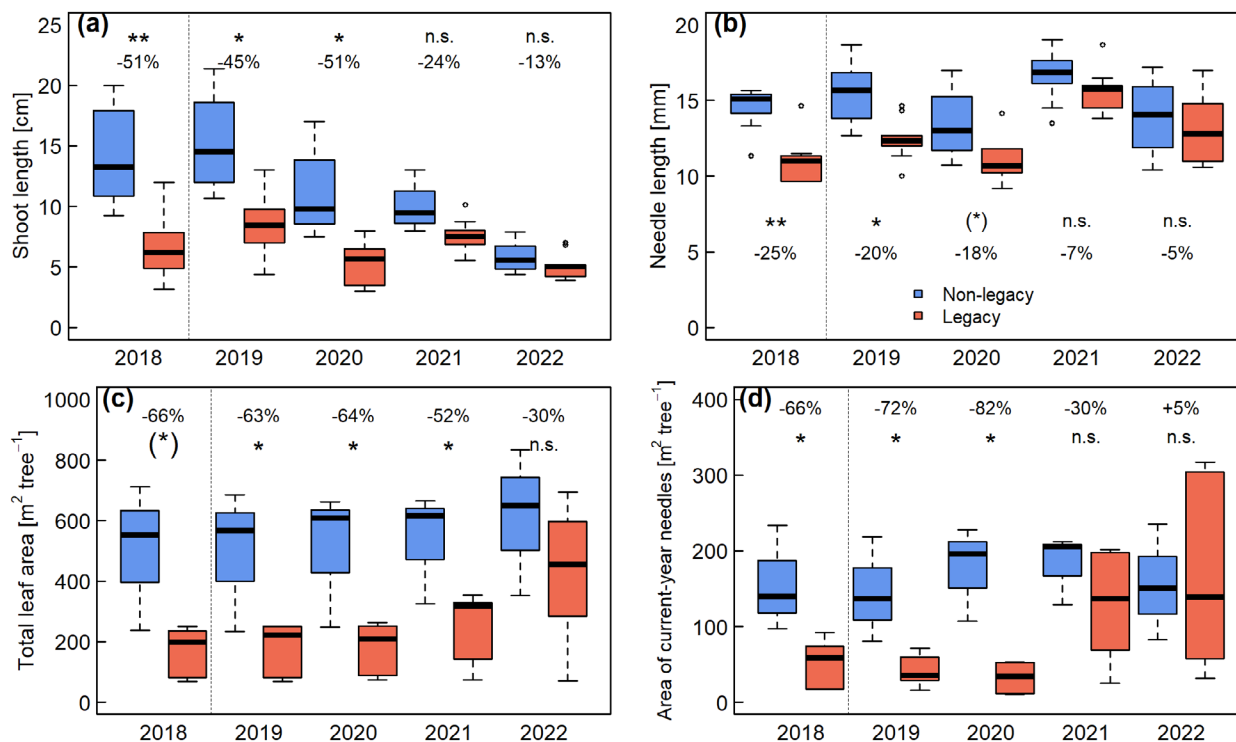 (a)
** * * n.s. n.s.
-51% -45% -51% -24% -13%
Shoot length [cm]
25
20
15
10
5
0
2018 2019 2020 2021 2022
(b)
Needle length [mm]
20
15
10
5
0
** * (*) n.s. n.s.
-25% -20% -18% -7% -5%
Non-legacy
Legacy
2018 2019 2020 2021 2022
(c)
-66% -63% -64% -52% -30%
(*) * * * n.s.
Total leaf area [m² tree⁻¹]
1000
800
600
400
200
0
2018 2019 2020 2021 2022
(d)
-66% -72% -82% -30% +5%
* * * n.s. n.s.
Area of current-year needles [m² tree⁻¹]
400
300
200
100
0
2018 2019 2020 2021 2022